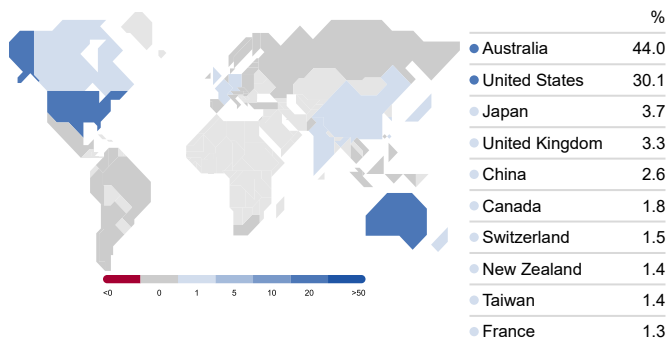 %
Australia 44.0
United States 30.1
Japan 3.7
United Kingdom 3.3
China 2.6
Canada 1.8
Switzerland 1.5
New Zealand 1.4
Taiwan 1.4
France 1.3
<0 0 1 5 10 20 >50